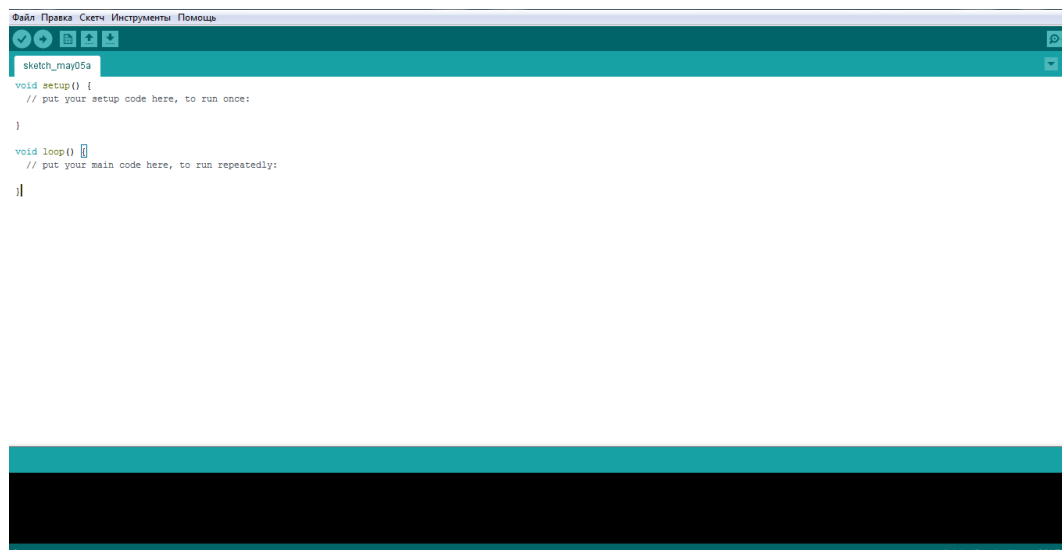 Файл Правка Скетч Инструменты Помощь
sketch_may05a
void setup() {
  // put your setup code here, to run once:
}
void loop() {
  // put your main code here, to run repeatedly:
}